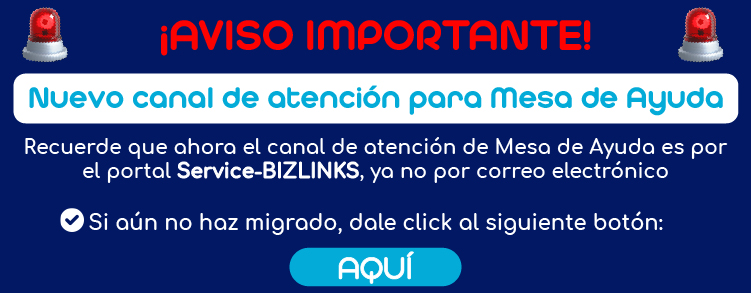 ¡AVISO IMPORTANTE!
Nuevo canal de atención para Mesa de Ayuda
Recuerde que ahora el canal de atención de Mesa de Ayuda es por
el portal Service-BIZLINKS, ya no por correo electrónico
Si aún no haz migrado, dale click al siguiente botón:
AQUÍ